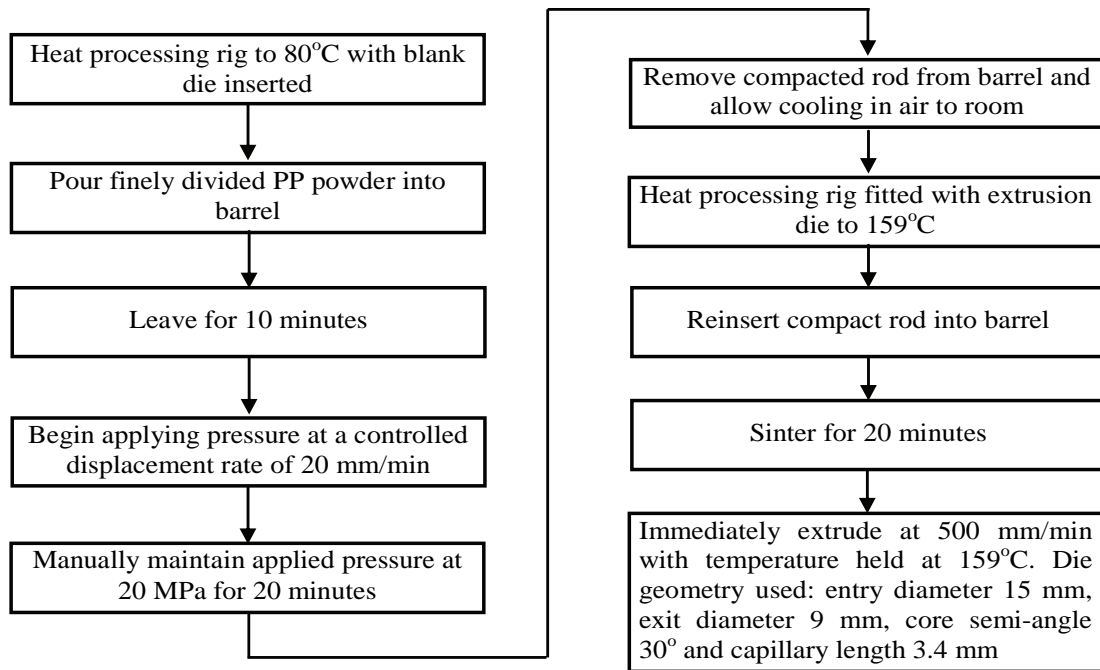 Heat processing rig to 80°C with blank
die inserted
Pour finely divided PP powder into
barrel
Leave for 10 minutes
Begin applying pressure at a controlled
displacement rate of 20 mm/min
Manually maintain applied pressure at
20 MPa for 20 minutes
Remove compacted rod from barrel and
allow cooling in air to room
Heat processing rig fitted with extrusion
die to 159°C
Reinsert compact rod into barrel
Sinter for 20 minutes
Immediately extrude at 500 mm/min
with temperature held at 159°C. Die
geometry used: entry diameter 15 mm,
exit diameter 9 mm, core semi-angle
30° and capillary length 3.4 mm